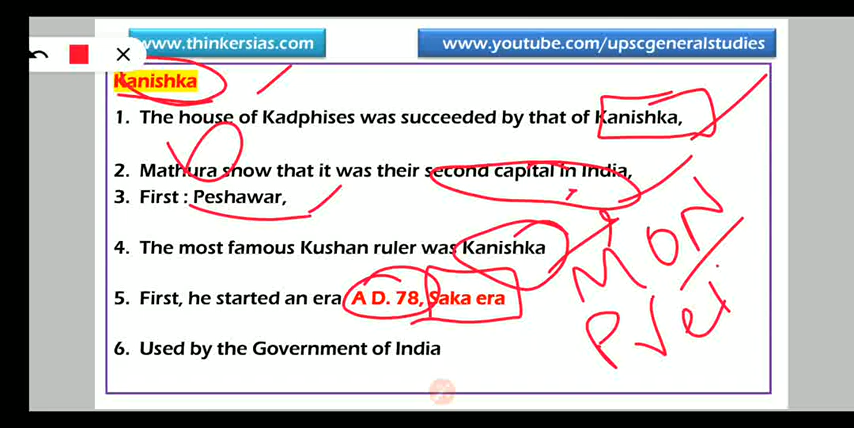 www.thinkersias.com
www.youtube.com/upscgeneralstudies
Kanishka
1. The house of Kadphises was succeeded by that of Kanishka,
2. Mathura show that it was their second capital in India,
3. First : Peshawar,
4. The most famous Kushan ruler was Kanishka
5. First, he started an era A D. 78, Saka era
6. Used by the Government of India
MON